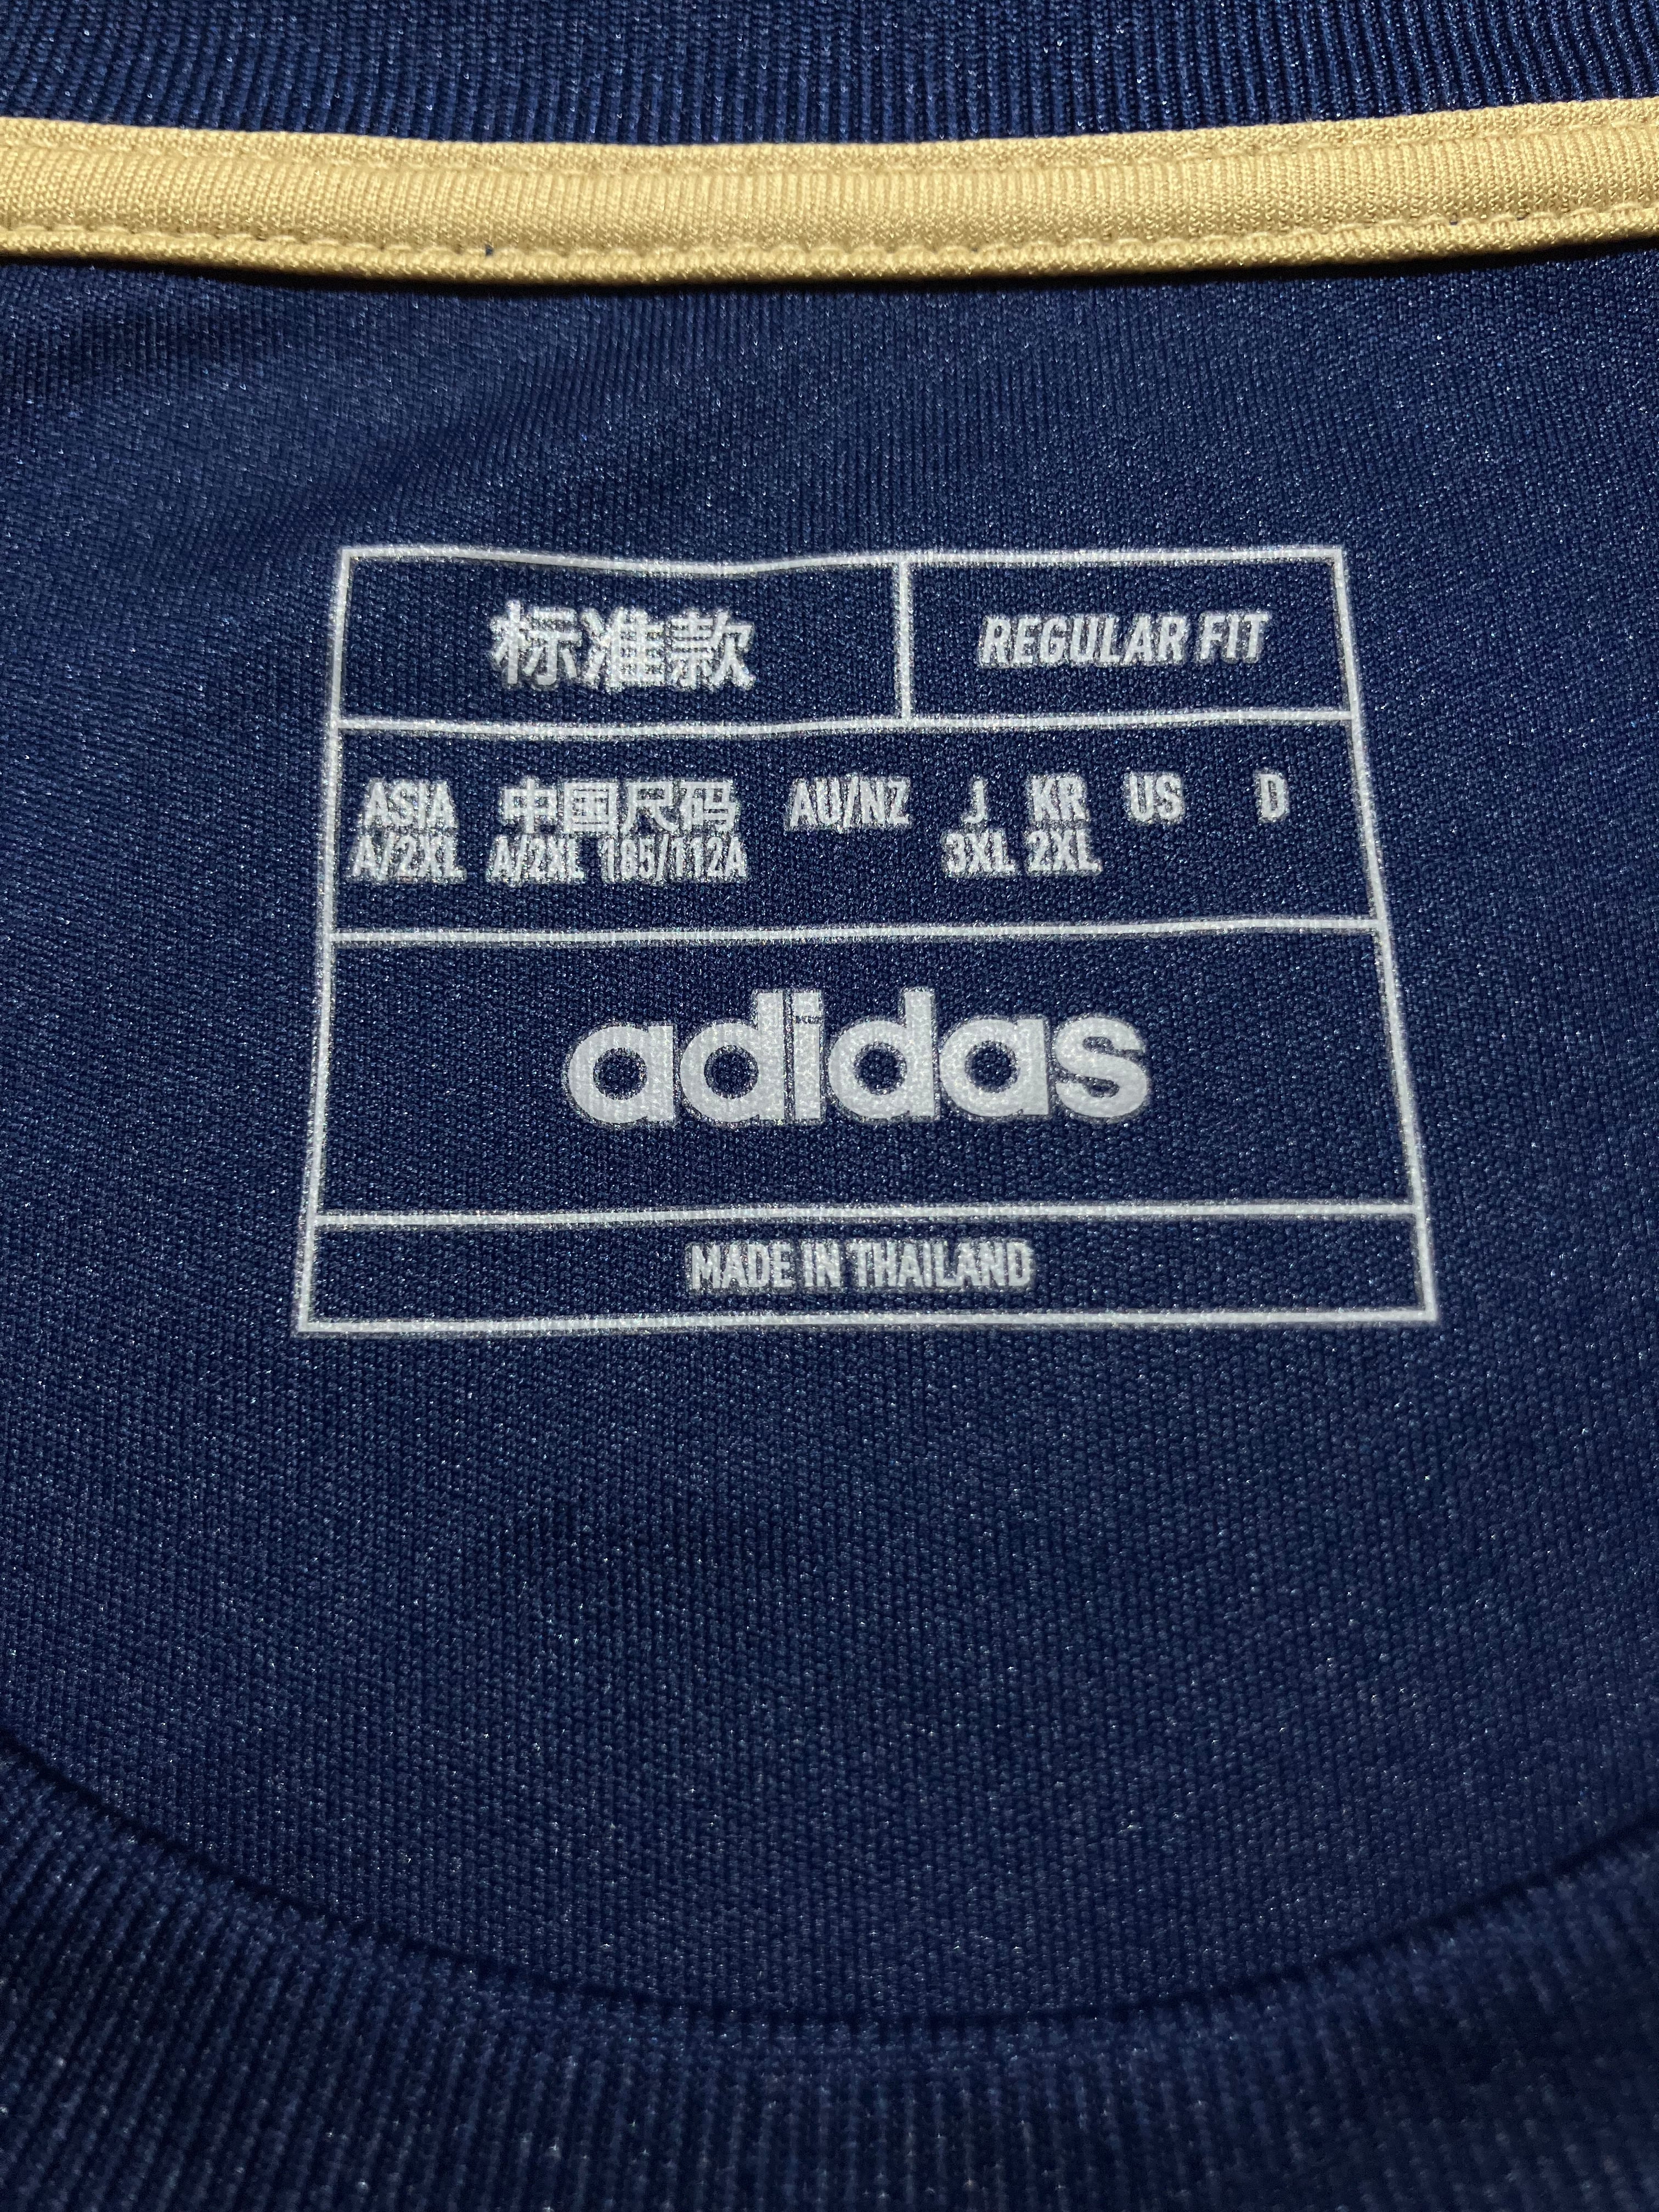 标准款 REGULAR FIT
ASIA 中国尺码 AU/NZ J KR US D
A/2XL A/2XL 185/112A 3XL 2XL
adidas
MADE IN THAILAND